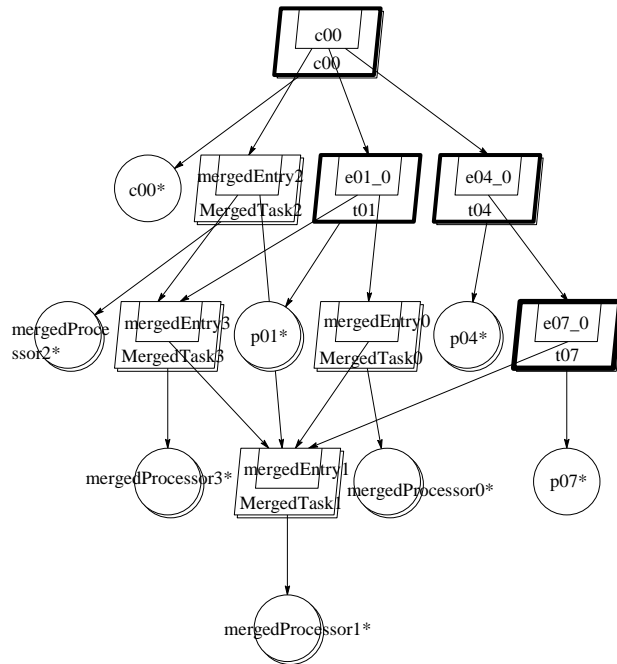 c00
c00
c00*
mergedEntry2
MergedTask2
e01_0
t01
e04_0
t04
mergedProce
ssor2*
mergedEntry3
MergedTask3
p01*
mergedEntry0
MergedTask0
p04*
e07_0
t07
mergedProcessor3*
mergedEntry1
MergedTask1
mergedProcessor0*
p07*
mergedProcessor1*